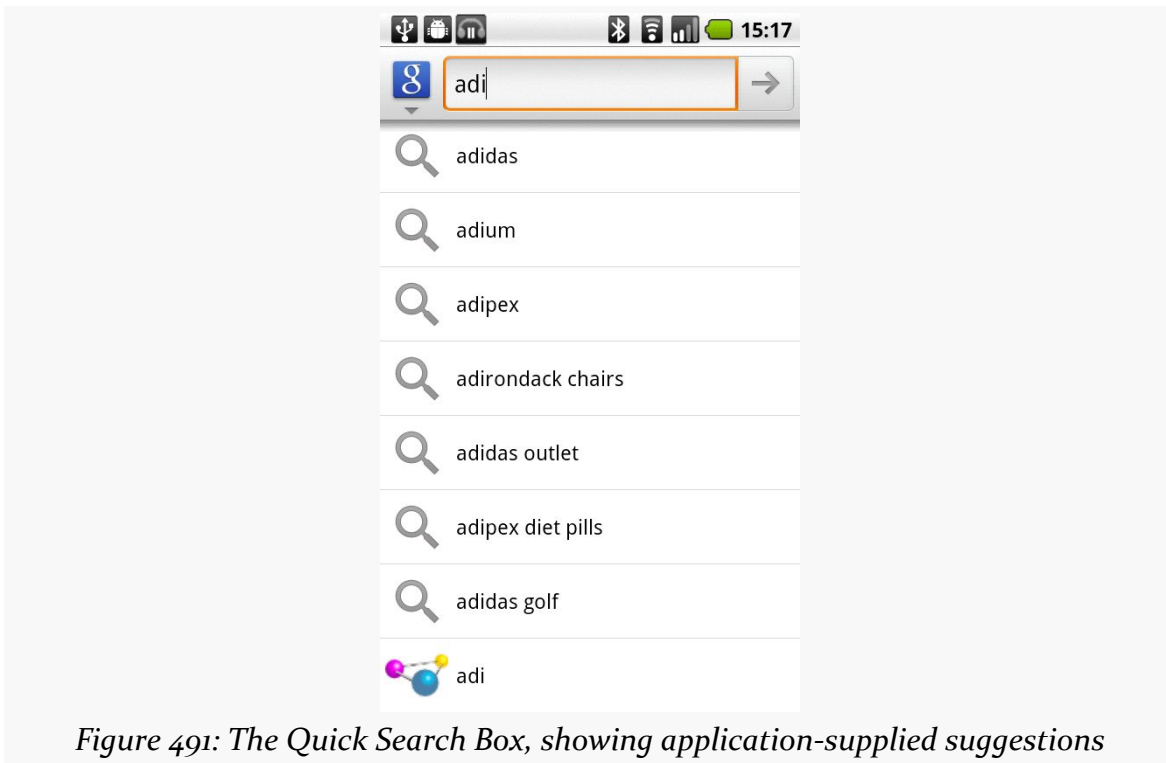 15:17
g adi
adidas
adium
adipex
adirondack chairs
adidas outlet
adipex diet pills
adidas golf
adi
Figure 491: The Quick Search Box, showing application-supplied suggestions